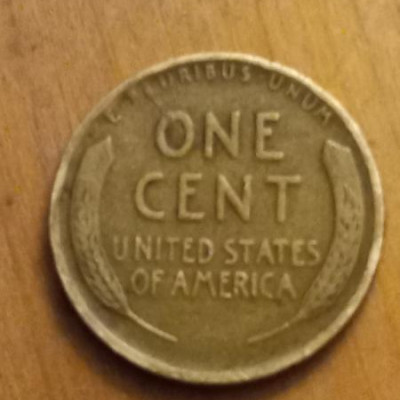 E·PLURIBUS·UNUM
ONE
CENT
UNITED STATES
OF AMERICA